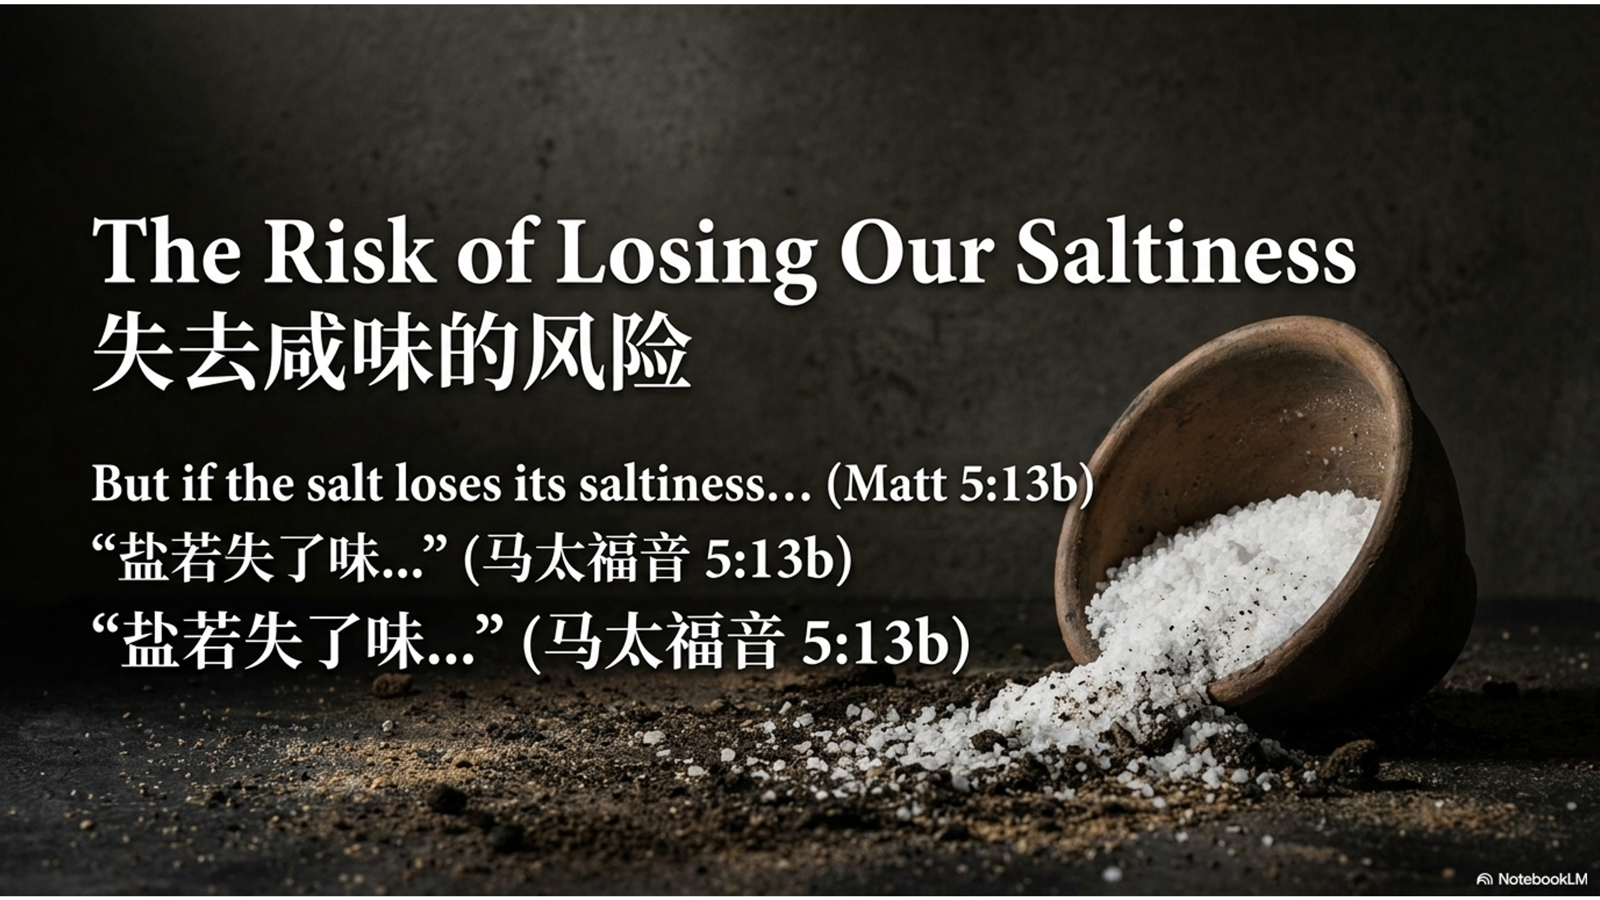 The Risk of Losing Our Saltiness
失去咸味的风险
But if the salt loses its saltiness... (Matt 5:13b)
“盐若失了味...” (马太福音 5:13b)
“盐若失了味...” (马太福音 5:13b)
NotebookLM